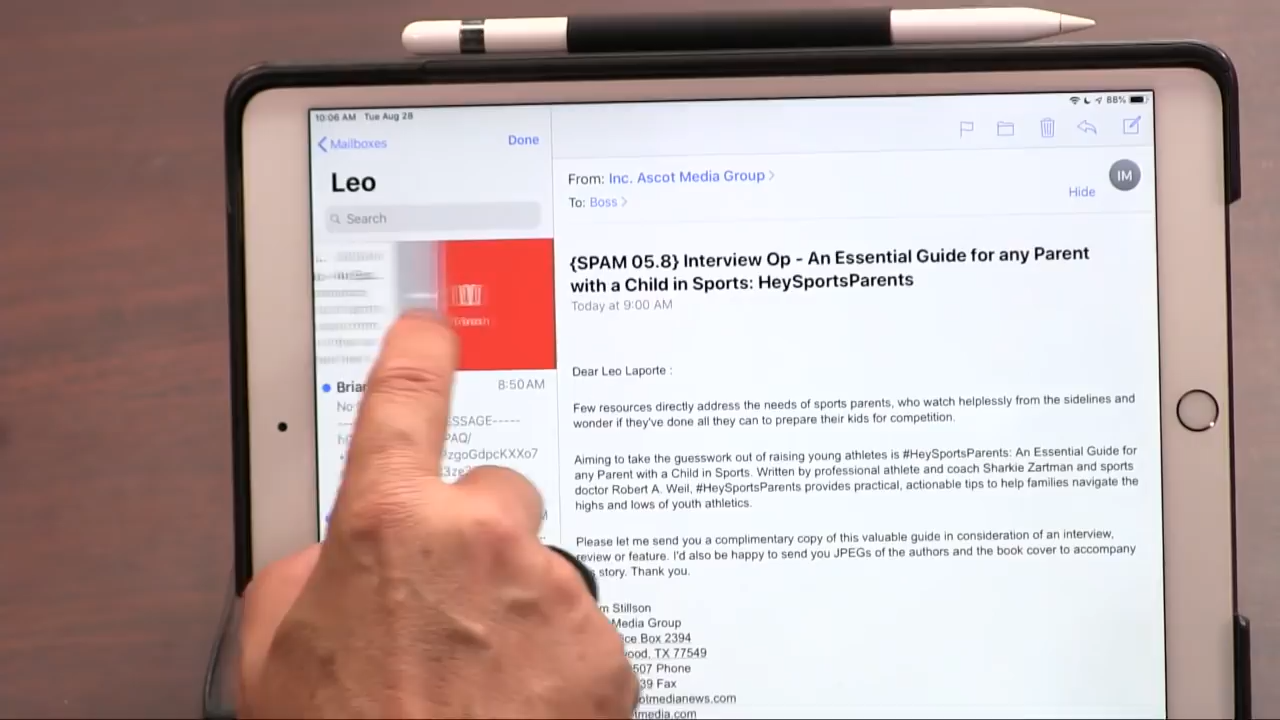 10:06 AM Tue Aug 28
88%
Mailboxes
Done
Leo
Search
Trash
8:50 AM
No
SSAGE-----
PAQ/
zgoGdpcKXXo7
From: Inc. Ascot Media Group
To: Boss
Hide
IM
{SPAM 05.8} Interview Op - An Essential Guide for any Parent
with a Child in Sports: HeySportsParents
Today at 9:00 AM
Dear Leo Laporte :
Few resources directly address the needs of sports parents, who watch helplessly from the sidelines and
wonder if they've done all they can to prepare their kids for competition.
Aiming to take the guesswork out of raising young athletes is #HeySportsParents: An Essential Guide for
any Parent with a Child in Sports. Written by professional athlete and coach Sharkie Zartman and sports
doctor Robert A. Weil, #HeySportsParents provides practical, actionable tips to help families navigate the
highs and lows of youth athletics.
Please let me send you a complimentary copy of this valuable guide in consideration of an interview,
review or feature. I'd also be happy to send you JPEGs of the authors and the book cover to accompany
story. Thank you.
Stillson
Media Group
Box 2394
TX 77549
507 Phone
39 Fax